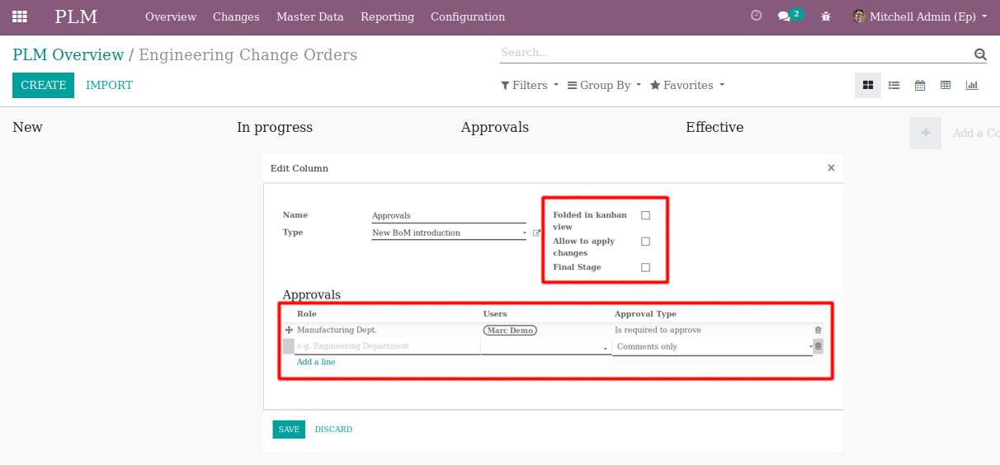 PLM Overview Changes Master Data Reporting Configuration 2 Mitchell Admin (Ep)
PLM Overview / Engineering Change Orders
Search...
CREATE IMPORT Filters Group By Favorites
New In progress Approvals Effective Add a Co
Edit Column
Name Approvals
Type New BoM introduction
Folded in kanban
view
Allow to apply
changes
Final Stage
Approvals
Role Users Approval Type
Manufacturing Dept. Marc Demo Is required to approve
e.g. Engineering Department Comments only
Add a line
SAVE DISCARD